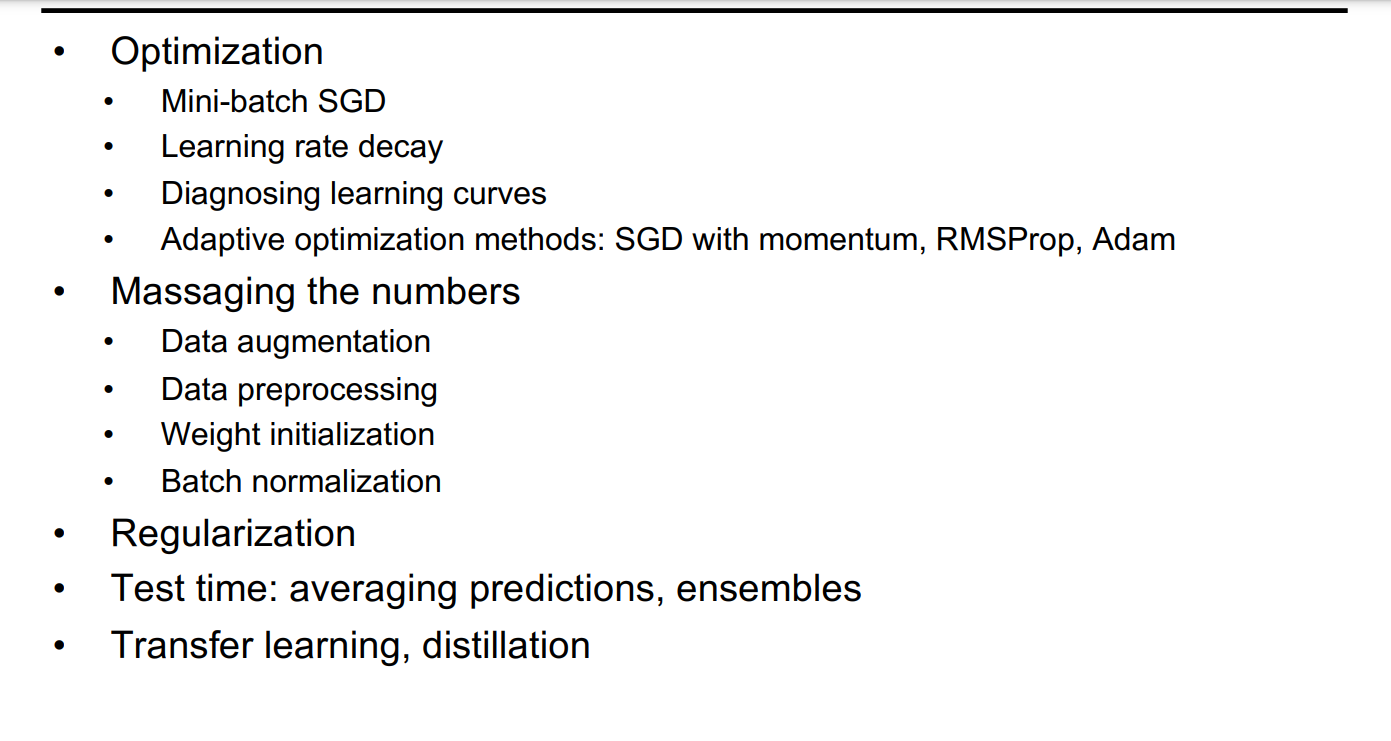 • Optimization
• Mini-batch SGD
• Learning rate decay
• Diagnosing learning curves
• Adaptive optimization methods: SGD with momentum, RMSProp, Adam
• Massaging the numbers
• Data augmentation
• Data preprocessing
• Weight initialization
• Batch normalization
• Regularization
• Test time: averaging predictions, ensembles
• Transfer learning, distillation